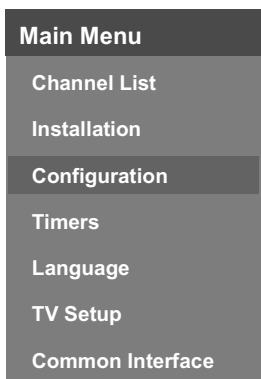 Main Menu
Channel List
Installation
Configuration
Timers
Language
TV Setup
Common Interface